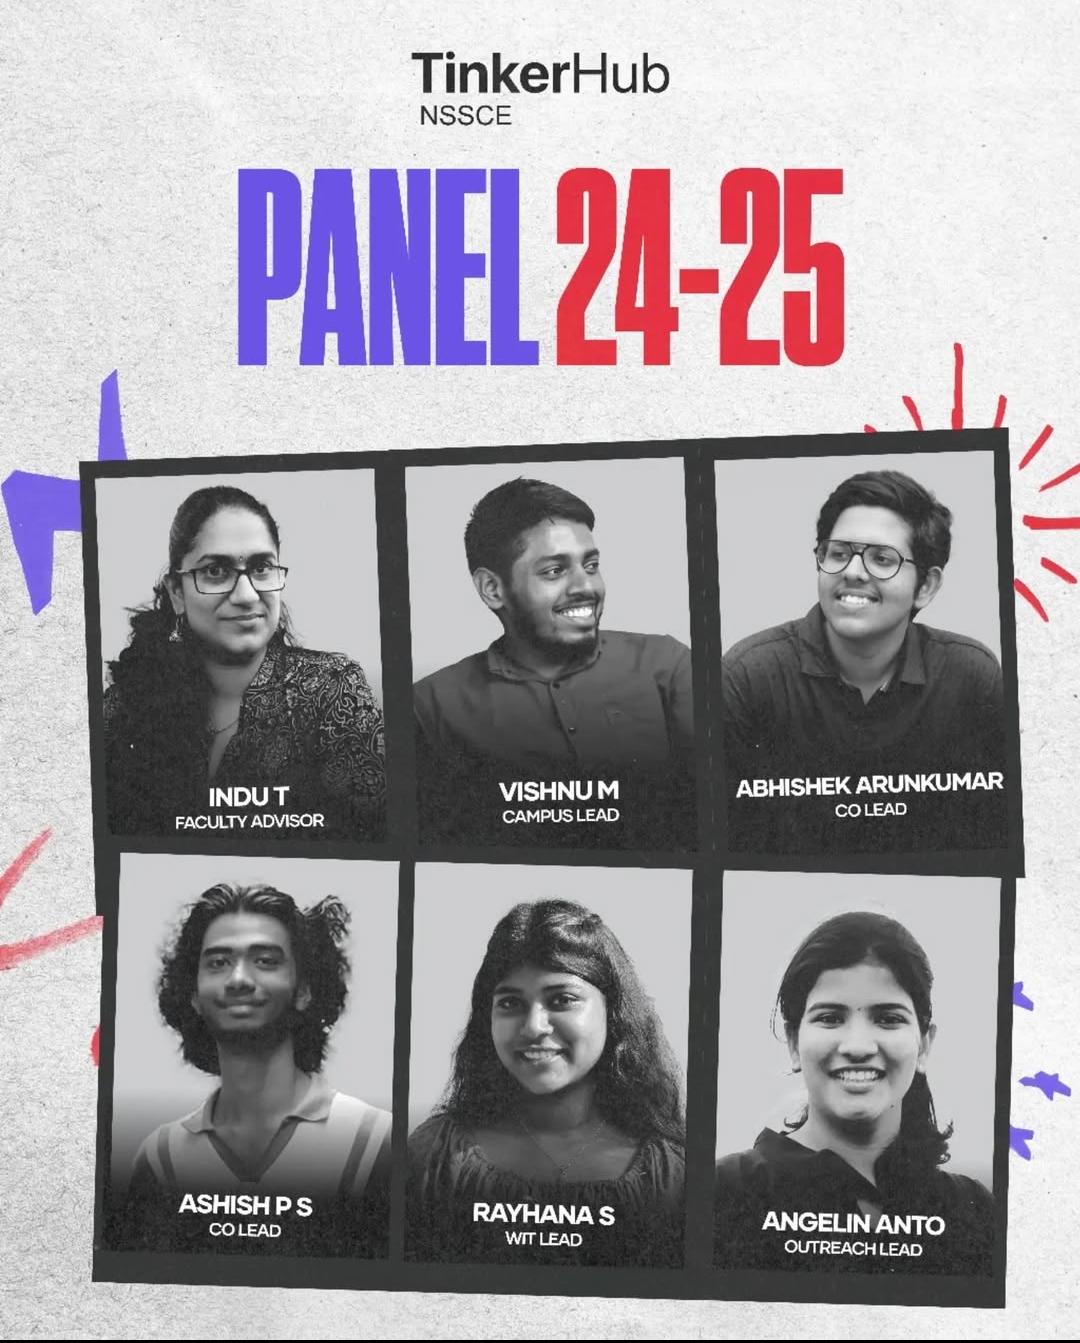 TinkerHub
NSSCE
PANEL 24-25
INDU T
FACULTY ADVISOR
VISHNU M
CAMPUS LEAD
ABHISHEK ARUNKUMAR
CO LEAD
ASHISH P S
CO LEAD
RAYHANA S
WIT LEAD
ANGELIN ANTO
OUTREACH LEAD